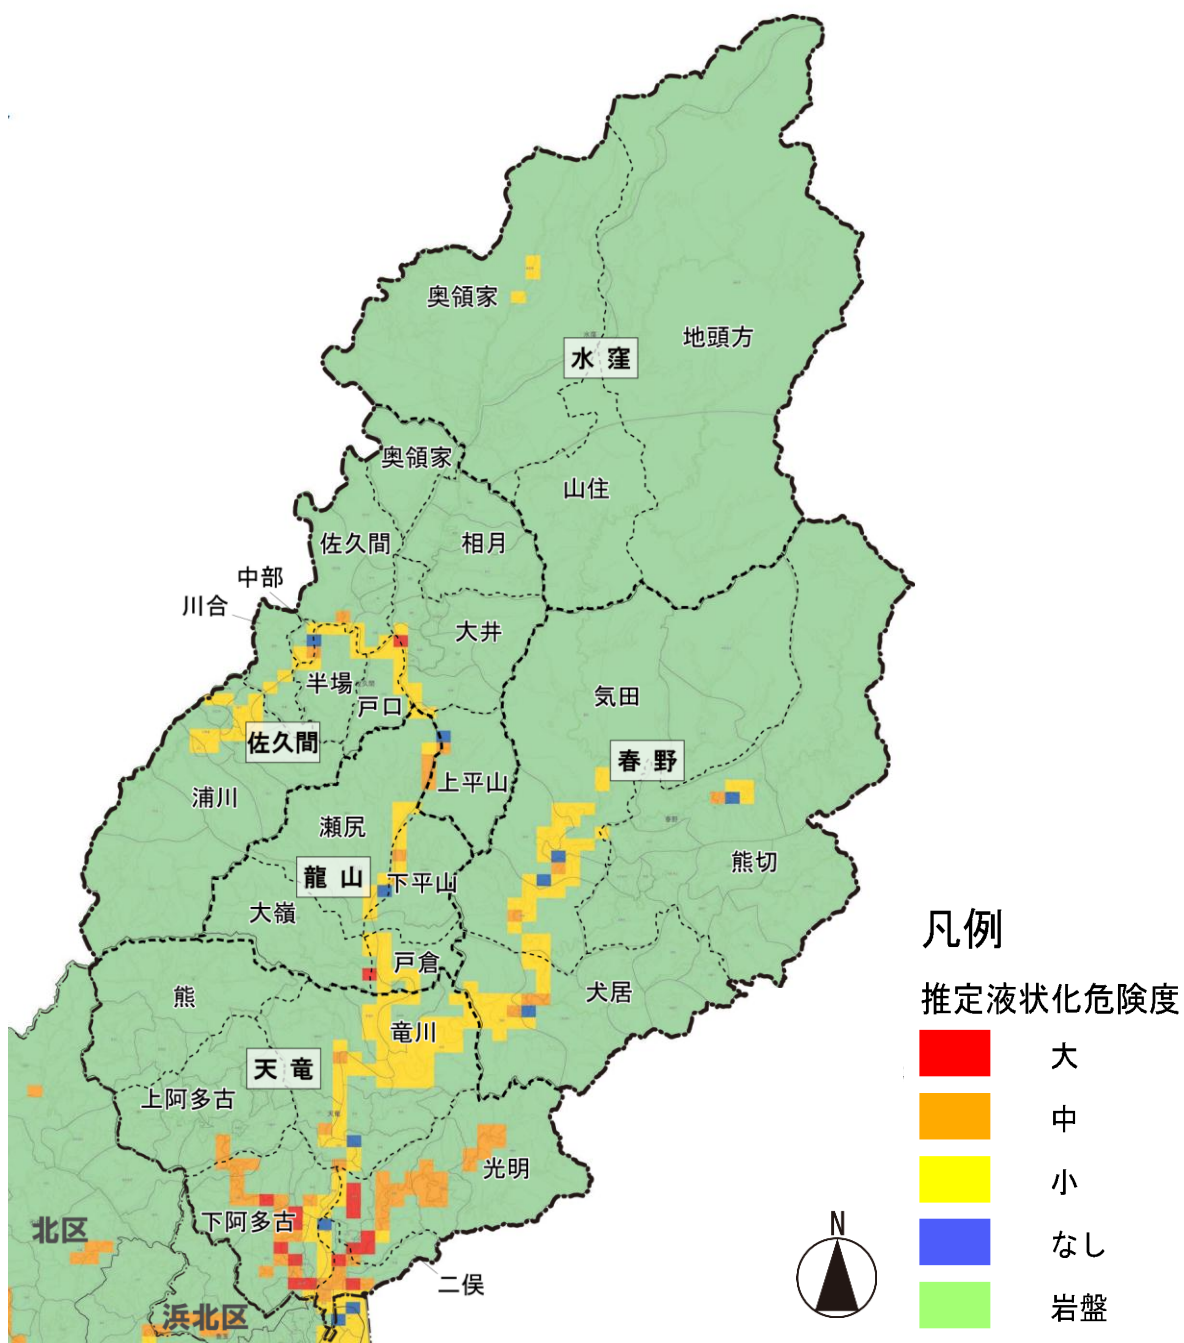 奥領家
地頭方
水窪
奥領家
山住
佐久間
相月
中部
川合
大井
半場
気田
戸口
佐久間
春野
上平山
浦川
瀬尻
熊切
龍山
下平山
大嶺
戸倉
犬居
熊
竜川
天竜
上阿多古
光明
下阿多古
北区
二俣
浜北区
凡例
推定液状化危険度
大
中
小
なし
岩盤
N